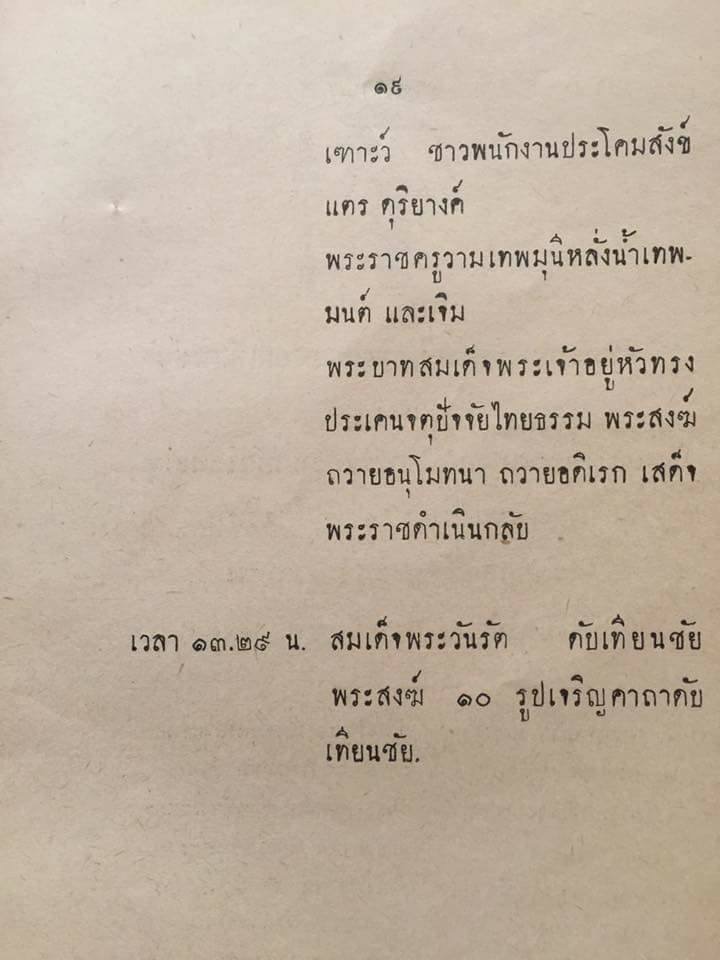 ๑๙
เฑาะว์ ชาวพนักงานประโคมสังข์
แตร ดุริยางค์
พระราชครูวามเทพมุนีหลั่งน้ำเทพ-
มนต์ และเจิม
พระบาทสมเด็จพระเจ้าอยู่หัวทรง
ประเคนจตุปัจจัยไทยธรรม พระสงฆ์
ถวายอนุโมทนา ถวายอดิเรก เสด็จ
พระราชดำเนินกลับ
เวลา ๑๓.๒๙ น. สมเด็จพระวันรัต ดับเทียนชัย
พระสงฆ์ ๑๐ รูปเจริญคาถาดับ
เทียนชัย.